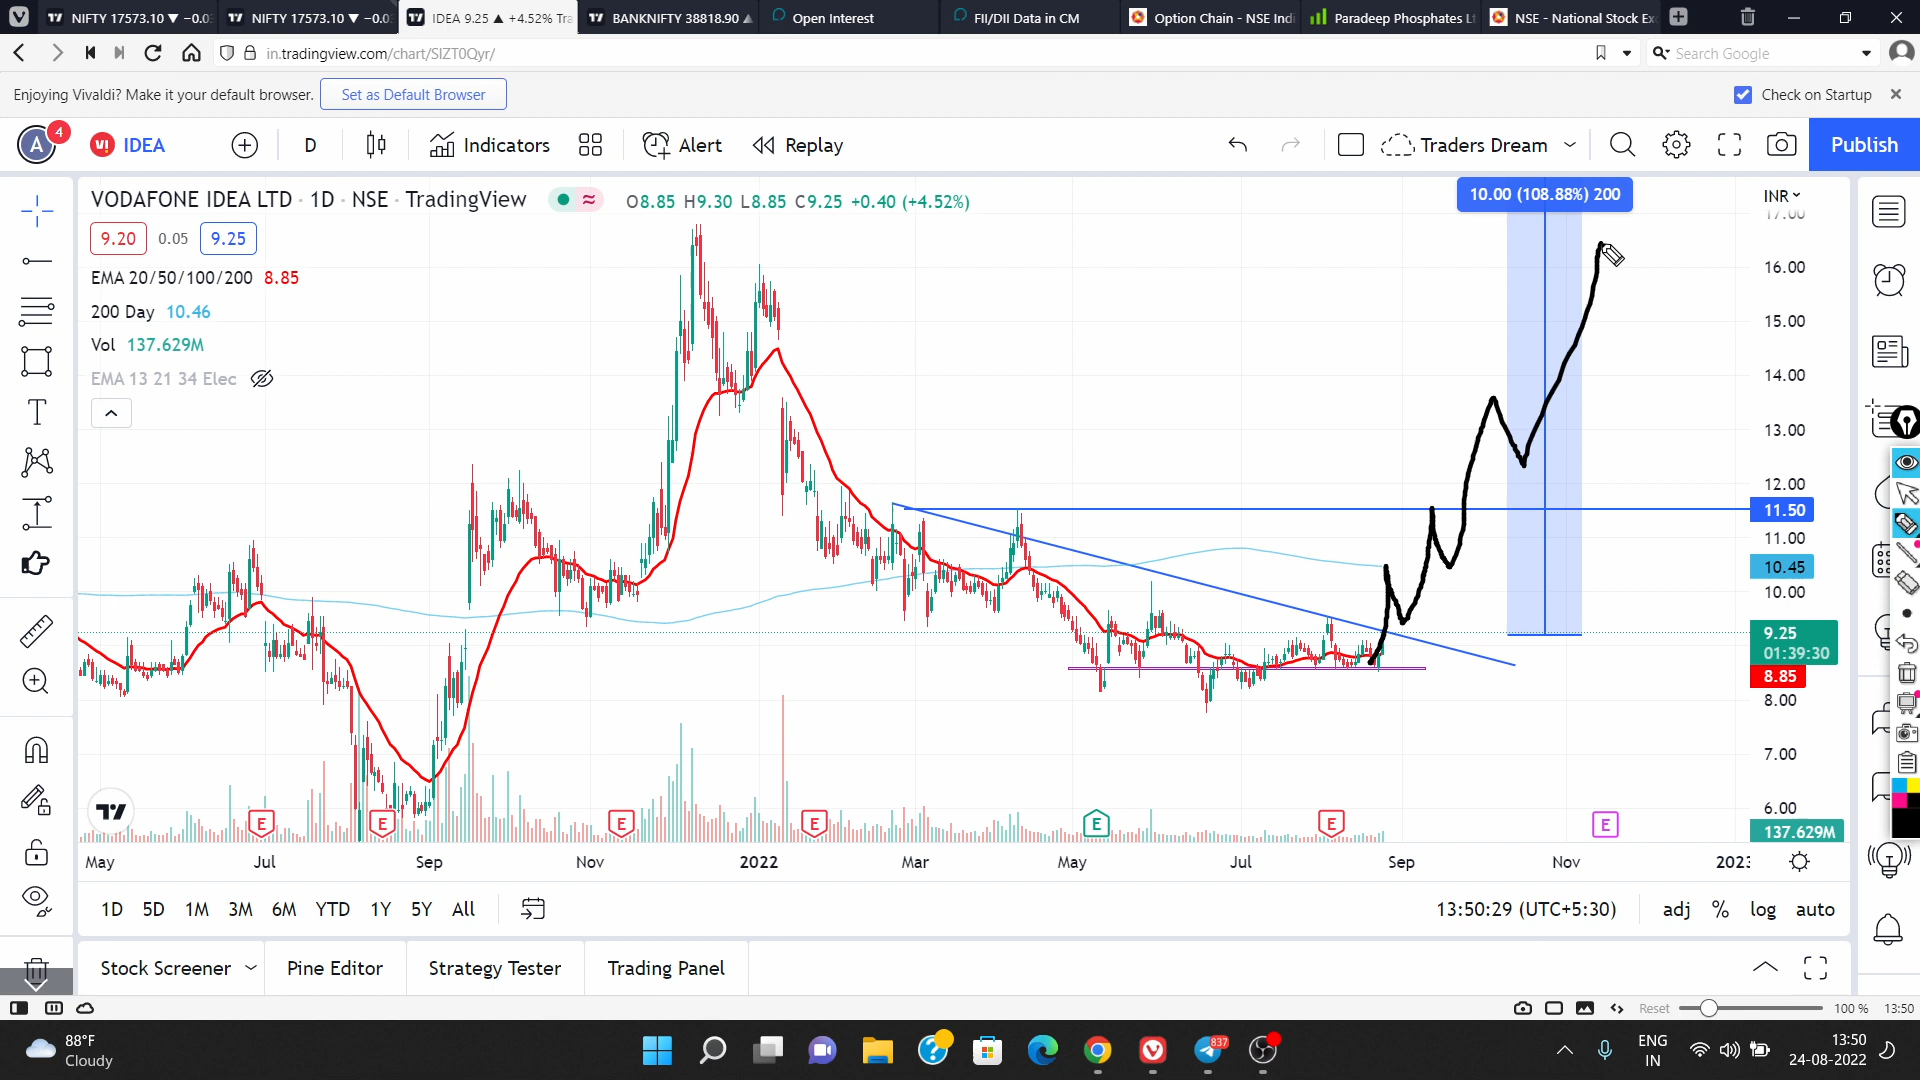 NIFTY 17573.10 ▼ −0.0
NIFTY 17573.10 ▼ −0.0
IDEA 9.25 ▲ +4.52% Tra
BANKNIFTY 38818.90 ▲
Open Interest
FII/DII Data in CM
Option Chain - NSE Indi
Paradeep Phosphates Lt
NSE - National Stock Ex
in.tradingview.com/chart/SIZT0Qyr/
Search Google
Enjoying Vivaldi? Make it your default browser.
Set as Default Browser
Check on Startup
A
4
V!
IDEA
D
Indicators
Alert
Replay
Traders Dream
Publish
VODAFONE IDEA LTD · 1D · NSE · TradingView
O8.85 H9.30 L8.85 C9.25 +0.40 (+4.52%)
10.00 (108.88%) 200
INR
9.20
0.05
9.25
EMA 20/50/100/200 8.85
200 Day 10.46
Vol 137.629M
EMA 13 21 34 Elec
17.00
16.00
15.00
14.00
13.00
12.00
11.50
11.00
10.45
10.00
9.25
01:39:30
8.85
8.00
7.00
6.00
137.629M
E
E
E
E
E
E
E
May
Jul
Sep
Nov
2022
Mar
May
Jul
Sep
Nov
2023
1D 5D 1M 3M 6M YTD 1Y 5Y All
13:50:29 (UTC+5:30)
adj % log auto
Stock Screener
Pine Editor
Strategy Tester
Trading Panel
Reset
100 %
13:50
88°F
Cloudy
837
ENG
IN
13:50
24-08-2022